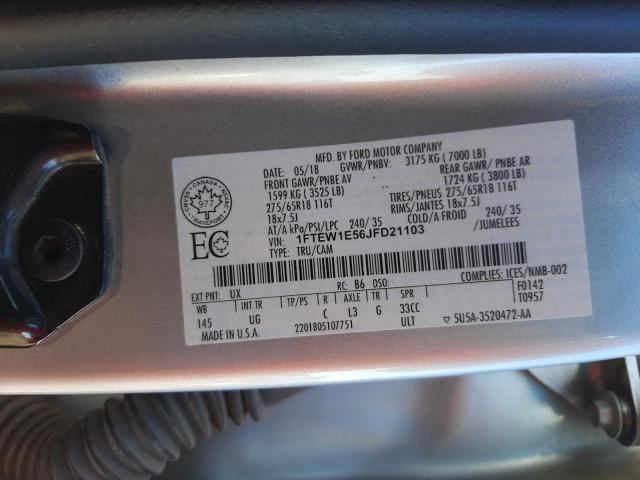 MFD. BY FORD MOTOR COMPANY
DATE: 05/18 GVWR/PNBV: 3175 KG ( 7000 LB)
FRONT GAWR/PNBE AV REAR GAWR/ PNBE AR
1599 KG ( 3525 LB) 1724 KG ( 3800 LB)
275/65R18 116T TIRES/PNEUS 275/65R18 116T
18x7.5J RIMS/JANTES 18x7.5J
AT/A kPa/PSI/LPC 240/ 35 COLD/A FROID 240/ 35
VIN: 1FTEW1E56JFD21103 /JUMELEES
TYPE: TRU/CAM
CANADA
977
TRANSPORT
EC
EXT PNT: UX RC: B6 DSO: COMPLIES: ICES/NMB-002
WB INT TR TP/PS R AXLE TR SPR F0142
145 UG C L3 G 33CC T0957
MADE IN U.S.A. 2201805107751 ULT ▽ 5U5A-3520472-AA